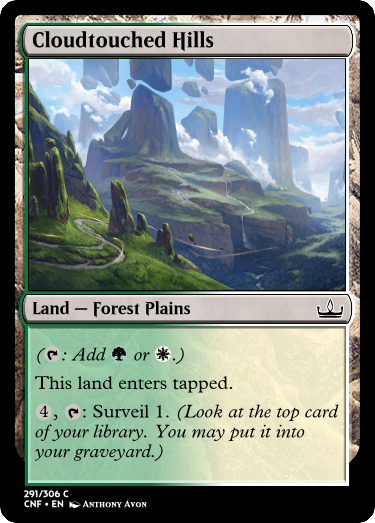 Cloudtouched Hills
Land — Forest Plains
(: Add or .)
This land enters tapped.
4, : Surveil 1. (Look at the top card
of your library. You may put it into
your graveyard.)
291/306 C
CNF • EN Anthony Avon